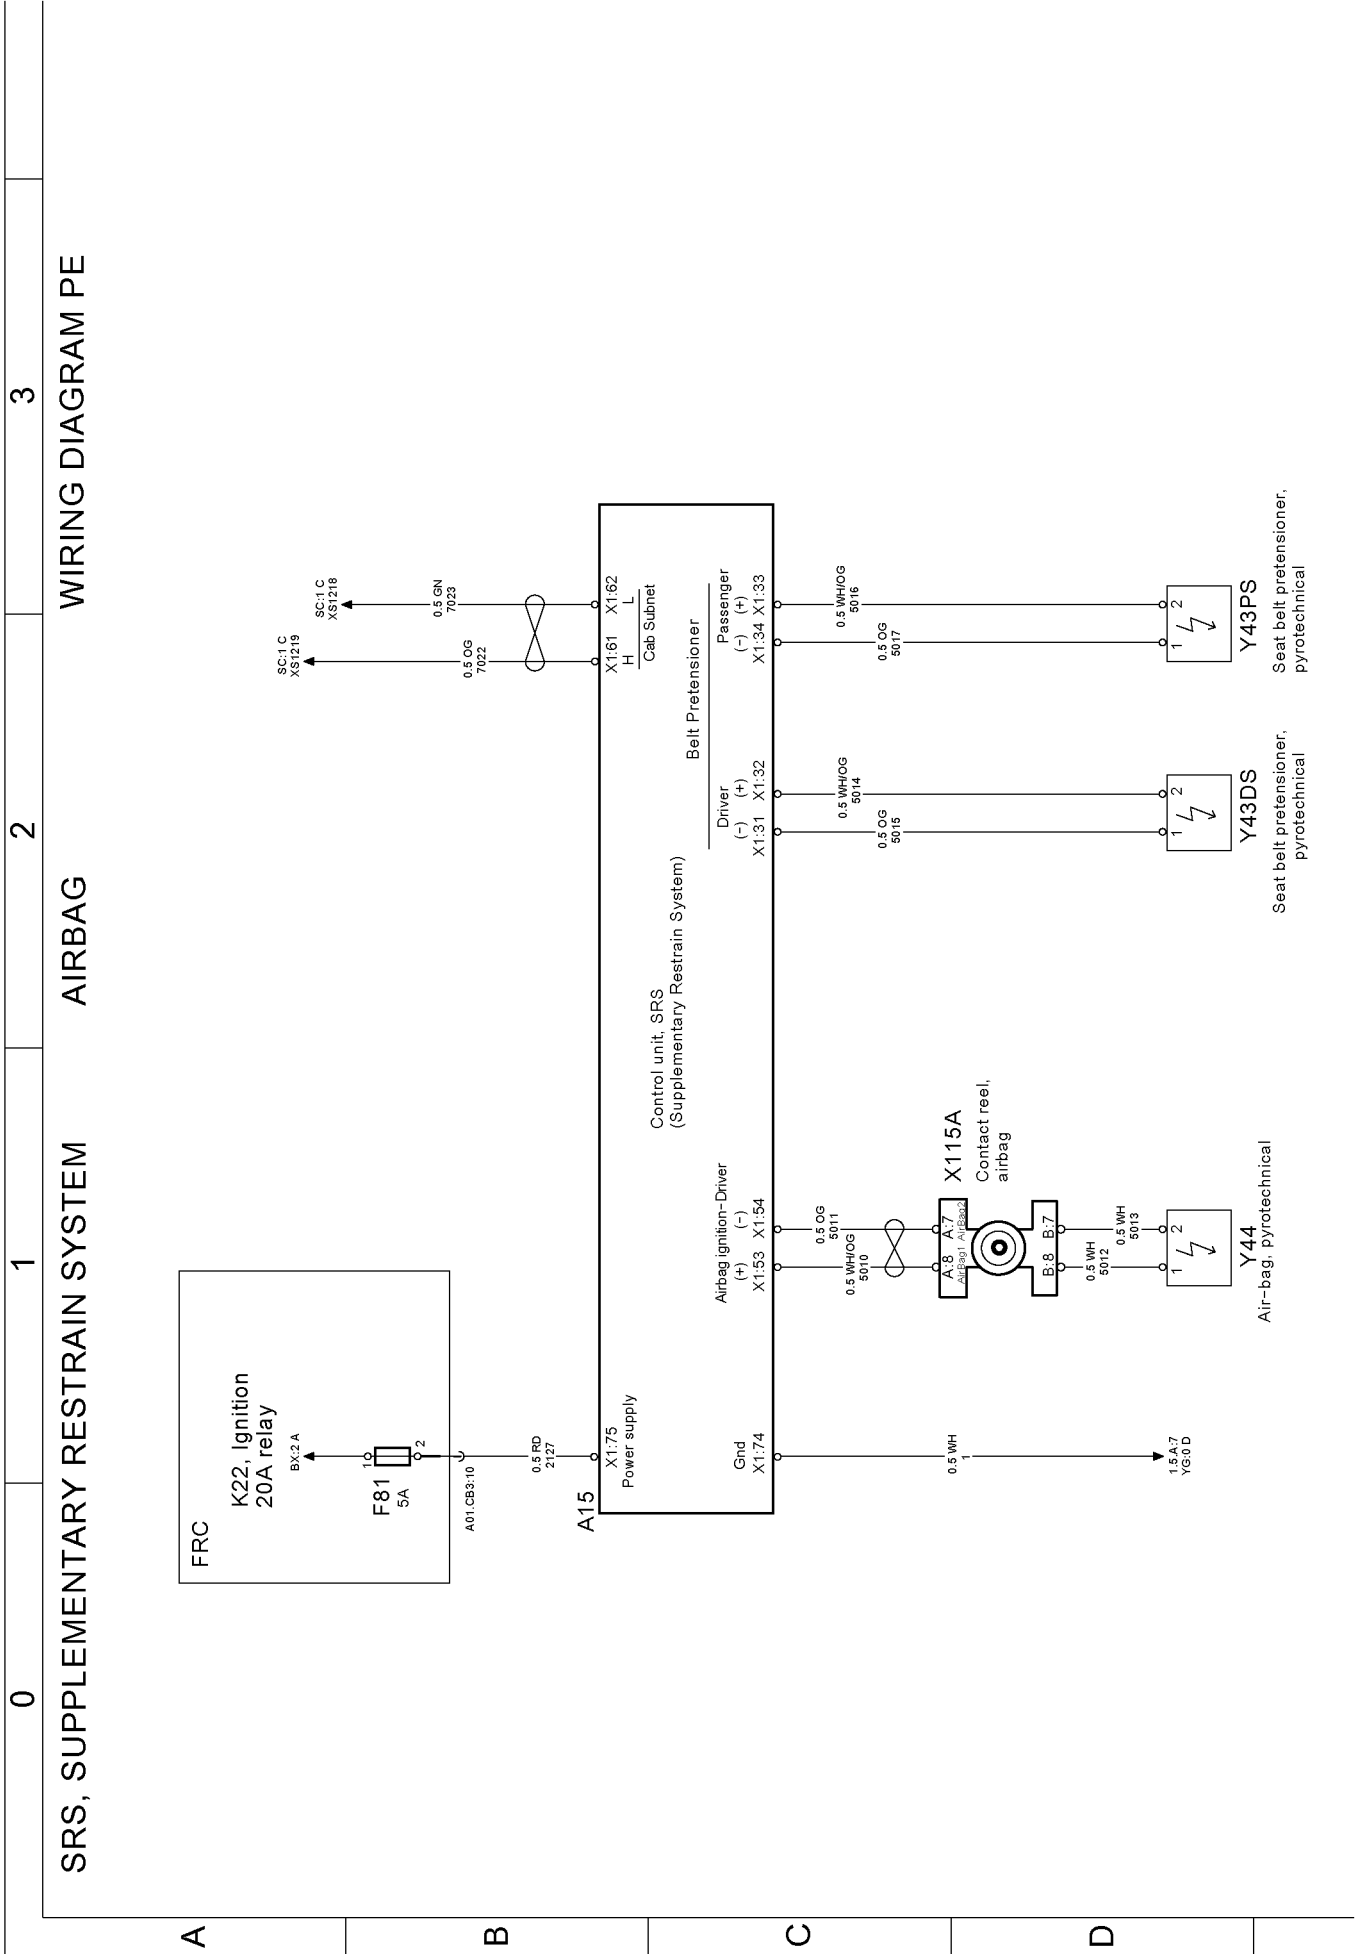 0
1
2
3
SRS, SUPPLEMENTARY RESTRAIN SYSTEM
AIRBAG
WIRING DIAGRAM PE
A
B
C
D
FRC
K22, Ignition
20A relay
BX:2 A
1
F81
5A
2
A01.CB3:10
0.5 RD
2127
SC:1 C
XS1219
0.5 OG
7022
SC:1 C
XS1218
0.5 GN
7023
A15
X1:75
Power supply
X1:61
H
X1:62
L
Cab Subnet
Control unit, SRS
(Supplementary Restrain System)
Gnd
X1:74
Airbag ignition-Driver
(+)
(-)
X1:53
X1:54
Belt Pretensioner
Driver
(-)
(+)
X1:31
X1:32
Passenger
(-)
(+)
X1:34
X1:33
0.5 WH
1
1.5.A:7
YG:0 D
0.5 WH/OG
5010
0.5 OG
5011
A:8
A:7
AirBag1
AirBag2
X115A
Contact reel,
airbag
B:8
B:7
0.5 WH
5012
0.5 WH
5013
1
2
Y44
Air-bag, pyrotechnical
0.5 OG
5015
0.5 WH/OG
5014
1
2
Y43DS
Seat belt pretensioner,
pyrotechnical
0.5 OG
5017
0.5 WH/OG
5016
1
2
Y43PS
Seat belt pretensioner,
pyrotechnical